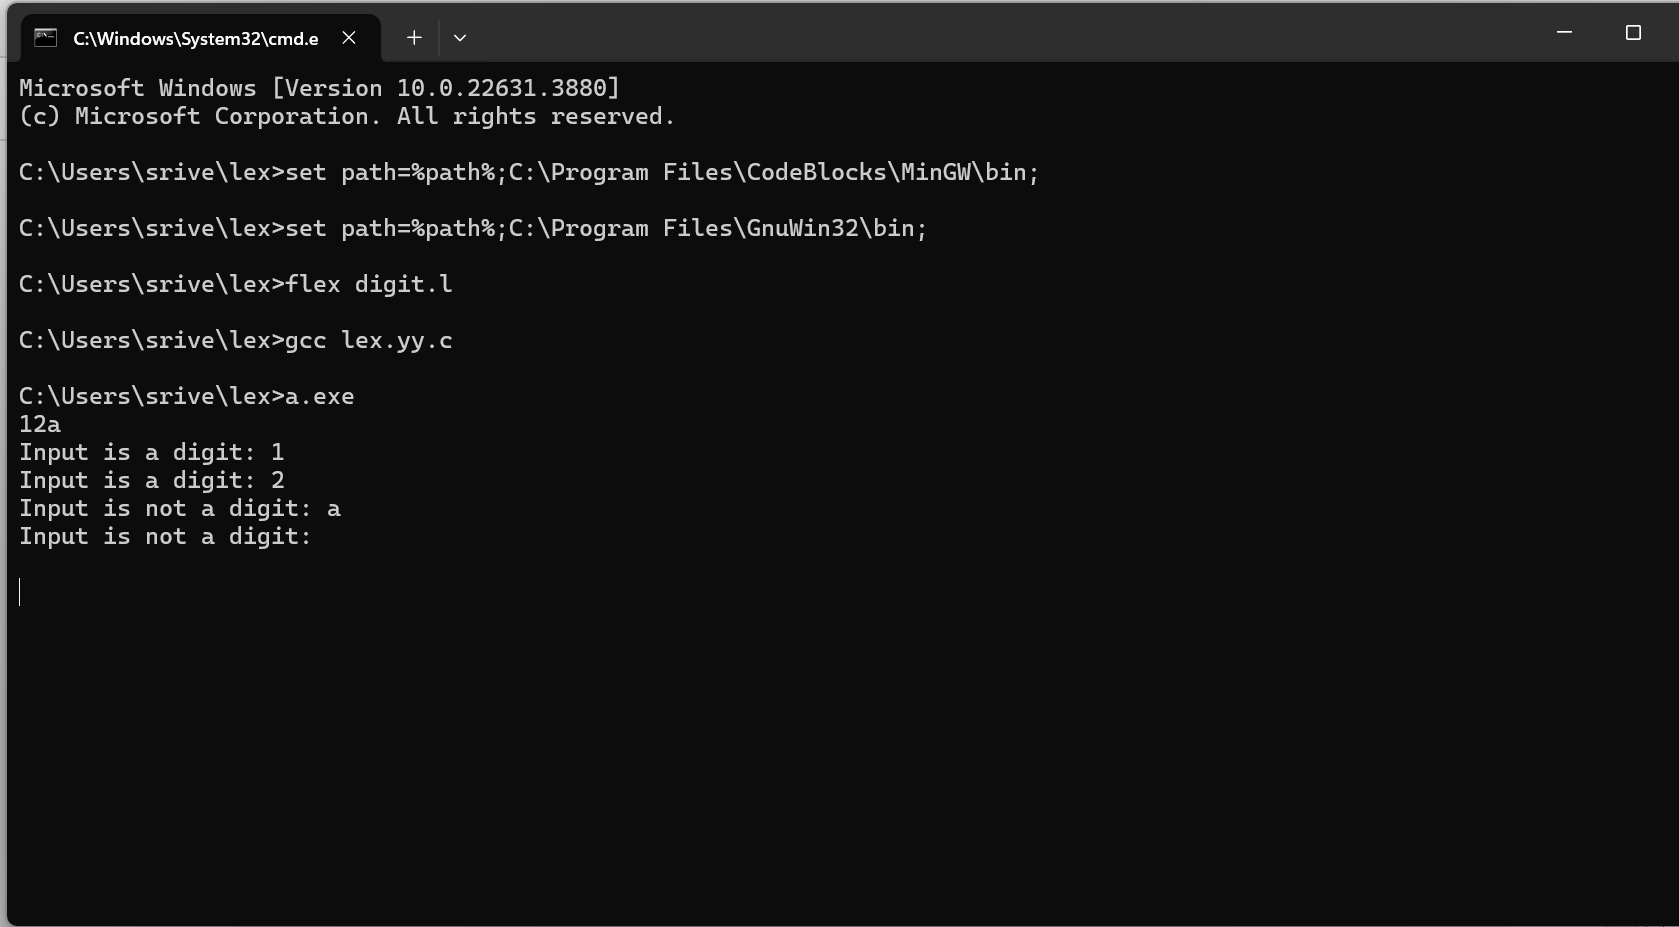 C:\Windows\System32\cmd.e
Microsoft Windows [Version 10.0.22631.3880]
(c) Microsoft Corporation. All rights reserved.
C:\Users\srive\lex>set path=%path%;C:\Program Files\CodeBlocks\MinGW\bin;
C:\Users\srive\lex>set path=%path%;C:\Program Files\GnuWin32\bin;
C:\Users\srive\lex>flex digit.l
C:\Users\srive\lex>gcc lex.yy.c
C:\Users\srive\lex>a.exe
12a
Input is a digit: 1
Input is a digit: 2
Input is not a digit: a
Input is not a digit: